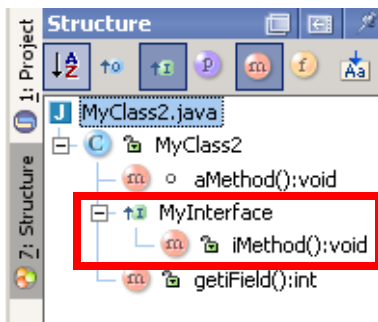 Structure
1: Project
7: Structure
MyClass2.java
MyClass2
aMethod():void
MyInterface
iMethod():void
getiField():int